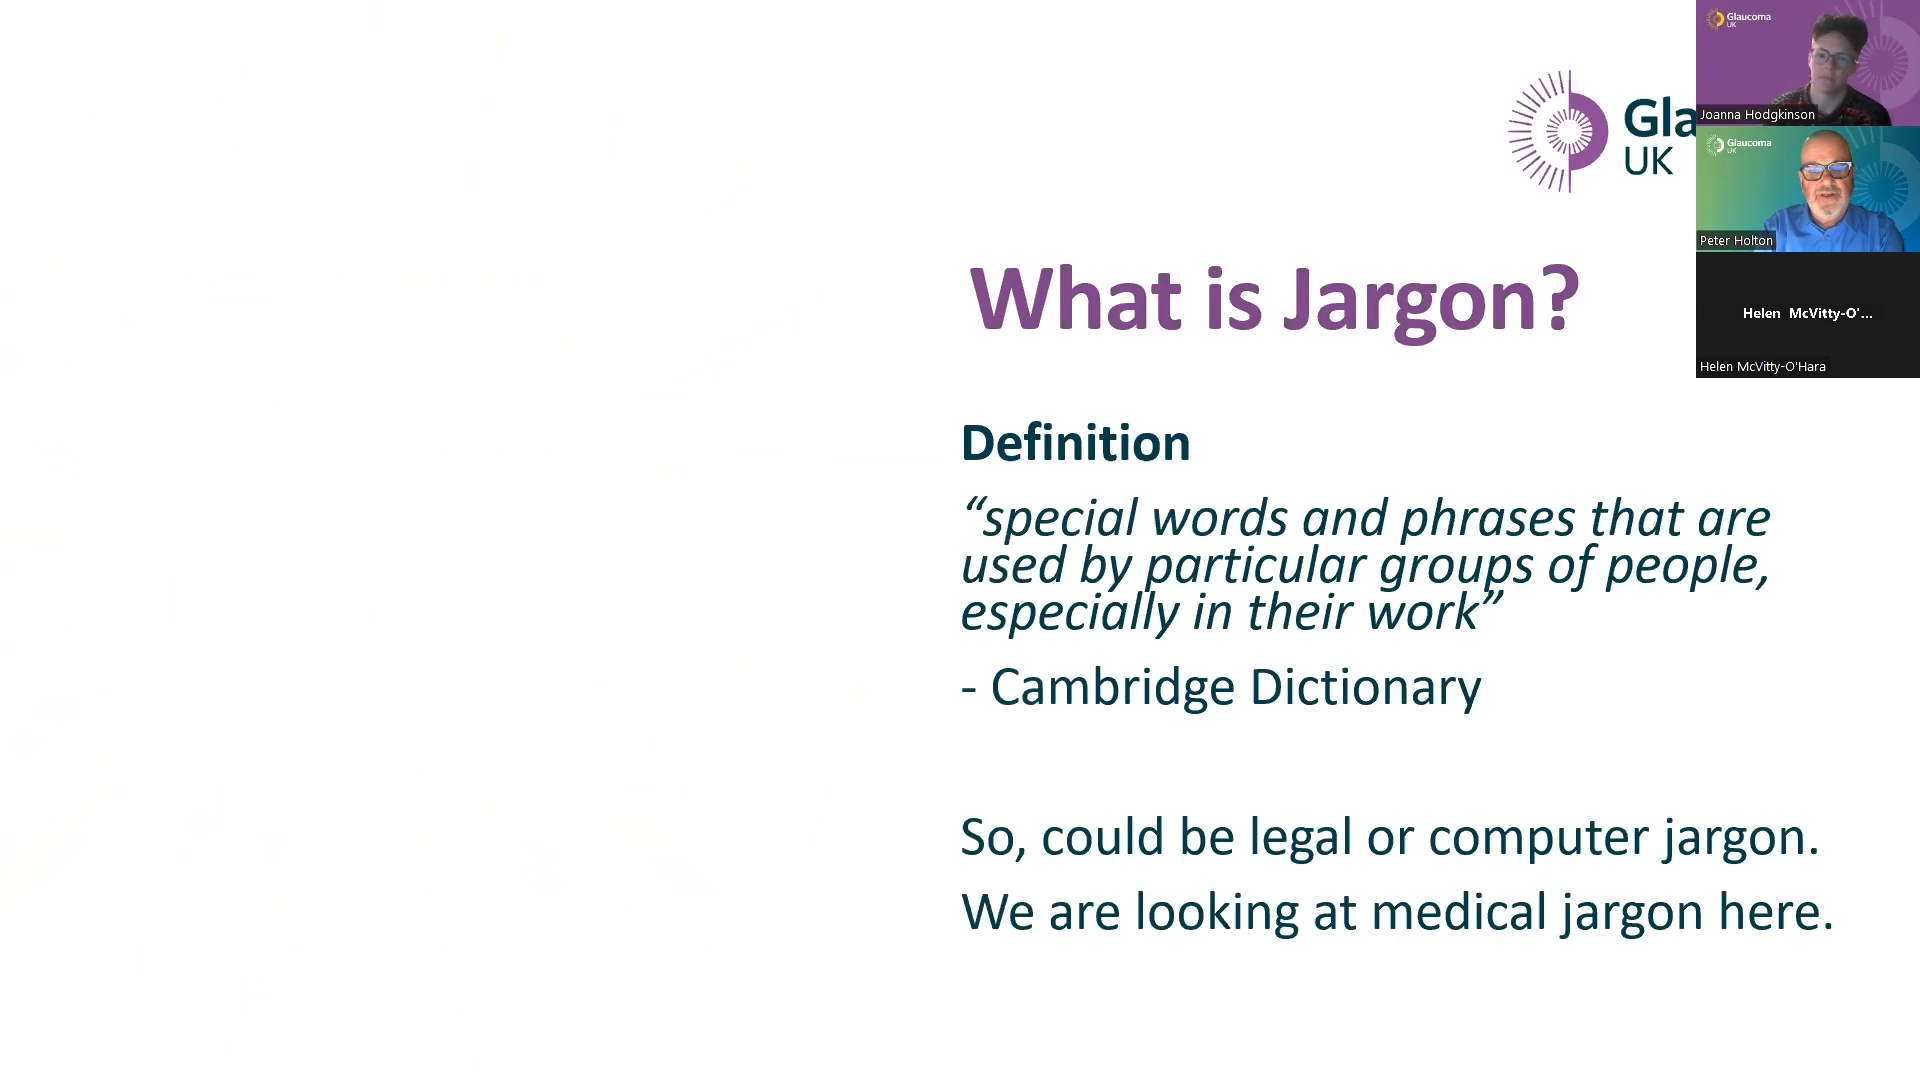 Glaucoma
UK
Joanna Hodgkinson
Gla
UK
Glaucoma
UK
Peter Holton
Helen McVitty-O'...
Helen McVitty-O'Hara
What is Jargon?
Definition
“special words and phrases that are
used by particular groups of people,
especially in their work”
- Cambridge Dictionary
So, could be legal or computer jargon.
We are looking at medical jargon here.